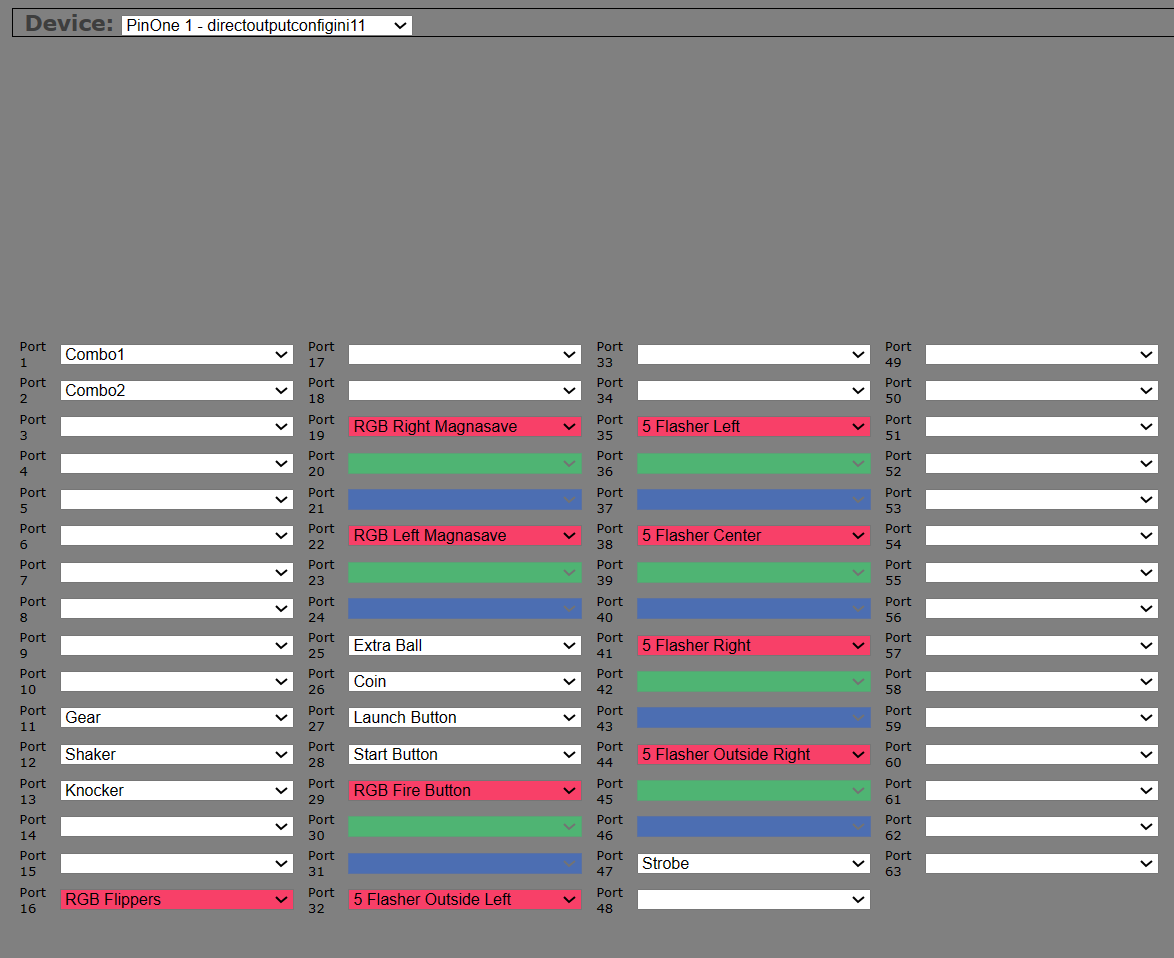 Device: PinOne 1 - directoutputconfigini11
Port 1 Combo1
Port 2 Combo2
Port 3
Port 4
Port 5
Port 6
Port 7
Port 8
Port 9
Port 10
Port 11 Gear
Port 12 Shaker
Port 13 Knocker
Port 14
Port 15
Port 16 RGB Flippers
Port 17
Port 18
Port 19 RGB Right Magnasave
Port 20
Port 21
Port 22 RGB Left Magnasave
Port 23
Port 24
Port 25 Extra Ball
Port 26 Coin
Port 27 Launch Button
Port 28 Start Button
Port 29 RGB Fire Button
Port 30
Port 31
Port 32 5 Flasher Outside Left
Port 33
Port 34
Port 35 5 Flasher Left
Port 36
Port 37
Port 38 5 Flasher Center
Port 39
Port 40
Port 41 5 Flasher Right
Port 42
Port 43
Port 44 5 Flasher Outside Right
Port 45
Port 46
Port 47 Strobe
Port 48
Port 49
Port 50
Port 51
Port 52
Port 53
Port 54
Port 55
Port 56
Port 57
Port 58
Port 59
Port 60
Port 61
Port 62
Port 63